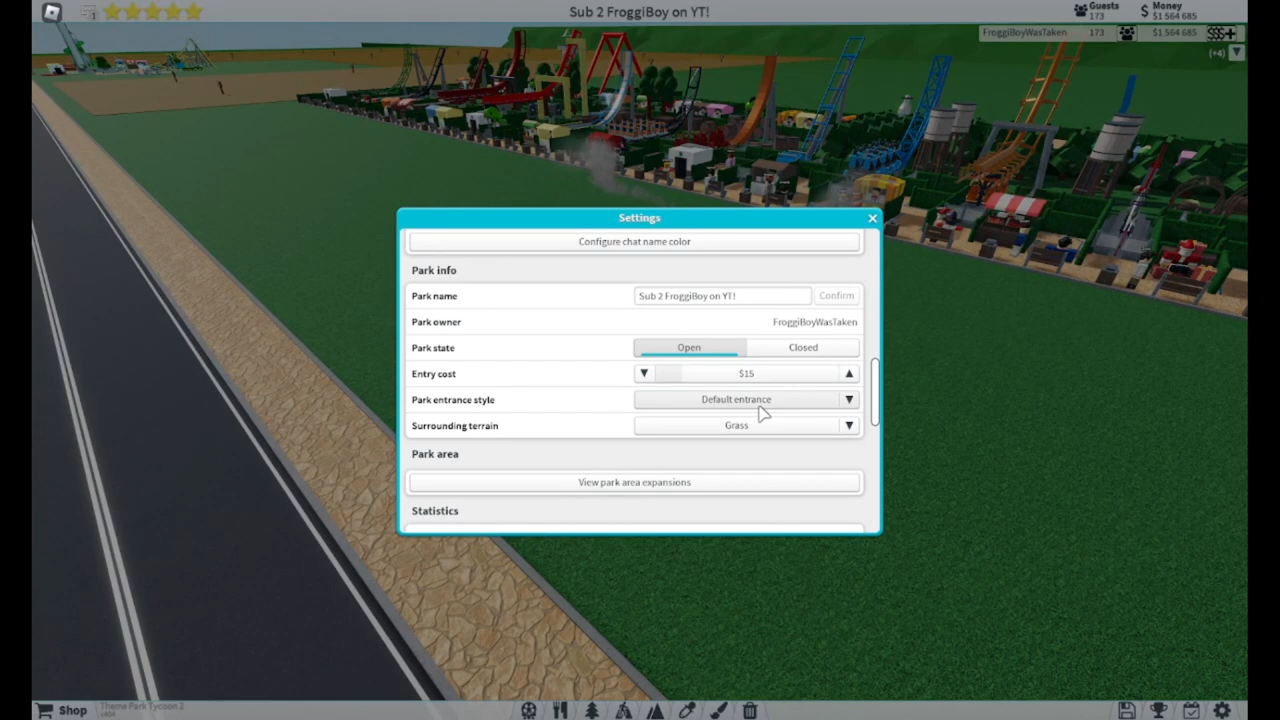 Sub 2 FroggiBoy on YT!
1
Guests
173
$ Money
$1 564 685
FroggiBoyWasTaken 173 $1 564 685 $$$+
(+4) ▼
Settings
Configure chat name color
Park info
Park name Sub 2 FroggiBoy on YT! Confirm
Park owner FroggiBoyWasTaken
Park state Open Closed
Entry cost ▼ $15 ▲
Park entrance style Default entrance ▼
Surrounding terrain Grass ▼
Park area
View park area expansions
Statistics
Shop
Theme Park Tycoon 2
v404